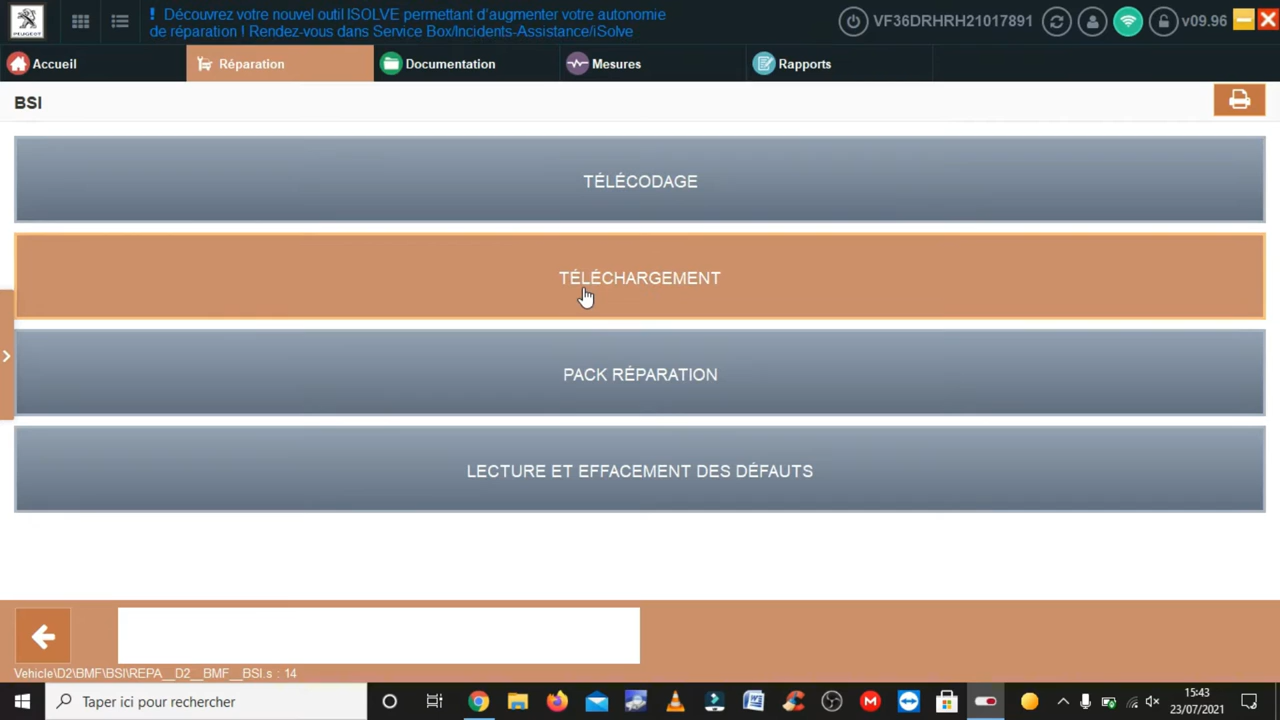 ! Découvrez votre nouvel outil ISOLVE permettant d'augmenter votre autonomie
de réparation ! Rendez-vous dans Service Box/Incidents-Assistance/iSolve
PEUGEOT
VF36DRHRH21017891
v09.96
Accueil
Réparation
Documentation
Mesures
Rapports
BSI
TÉLÉCODAGE
TÉLÉCHARGEMENT
PACK RÉPARATION
LECTURE ET EFFACEMENT DES DÉFAUTS
Vehicle\D2\BMF\BSI\REPA__D2__BMF__BSI.s : 14
Taper ici pour rechercher
15:43
23/07/2021